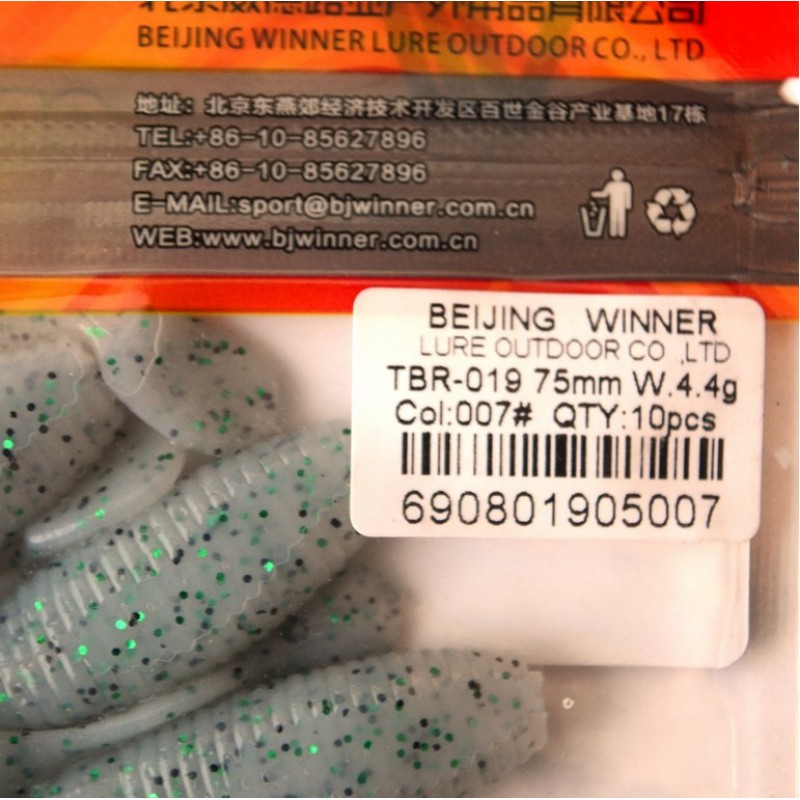 BEIJING WINNER LURE OUTDOOR CO., LTD
地址：北京东燕郊经济技术开发区百世金谷产业基地17栋
TEL:+86-10-85627896
FAX:+86-10-85627896
E-MAIL:sport@bjwinner.com.cn
WEB:www.bjwinner.com.cn
BEIJING WINNER
LURE OUTDOOR CO ,LTD
TBR-019 75mm W.4.4g
Col:007# QTY:10pcs
690801905007